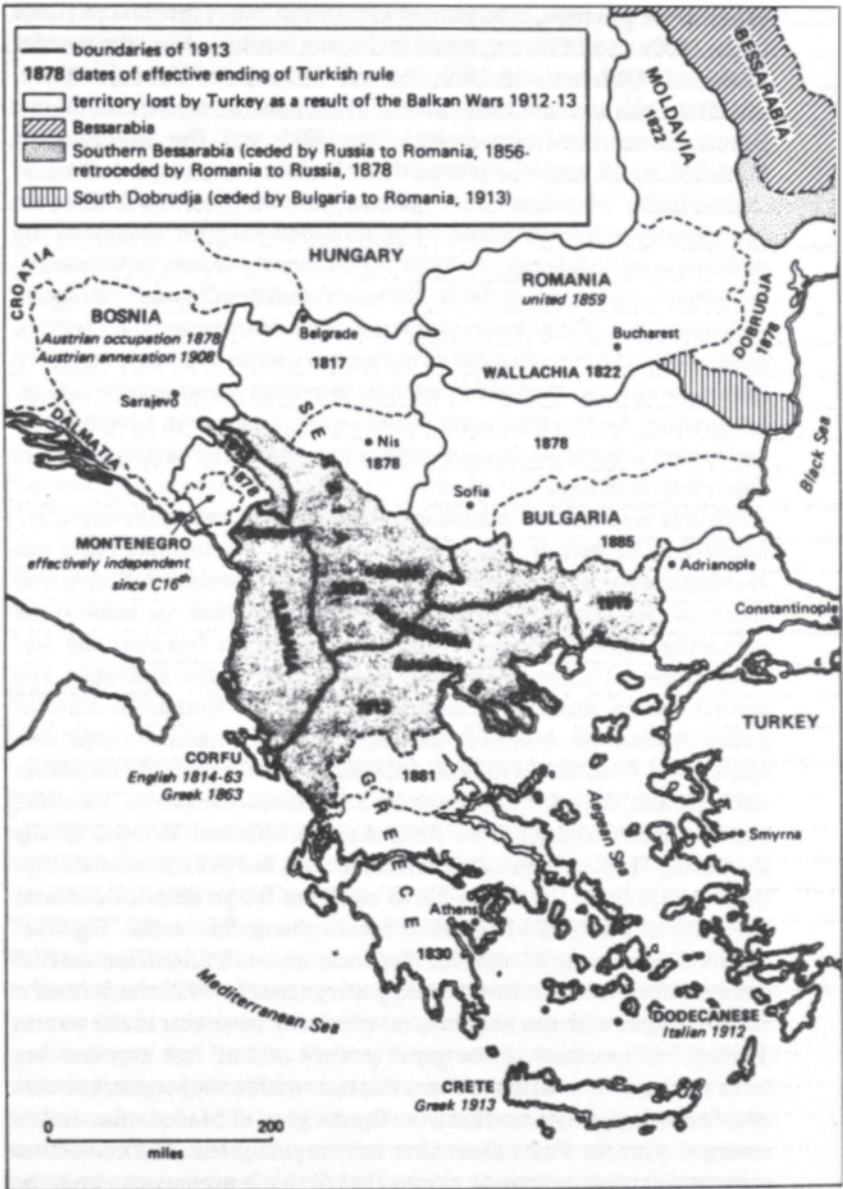 boundaries of 1913
1878 dates of effective ending of Turkish rule
territory lost by Turkey as a result of the Balkan Wars 1912-13
Bessarabia
Southern Bessarabia (ceded by Russia to Romania, 1856-
retroceded by Romania to Russia, 1878
South Dobrudja (ceded by Bulgaria to Romania, 1913)
BESSARABIA
MOLDAVIA
1822
HUNGARY
CROATIA
ROMANIA
united 1859
BOSNIA
Austrian occupation 1878
Austrian annexation 1908
Belgrade
1817
Bucharest
DOBRUDJA
1878
WALLACHIA 1822
Sarajevo
SE
DALMATIA
Nis
1878
1878
Black Sea
1878
Sofia
BULGARIA
1885
MONTENEGRO
effectively independent
since C16th
Adrianople
Constantinople
ALBANIA
1913
TURKEY
CORFU
English 1814-63
Greek 1863
1881
GREECE
Aegean Sea
Smyrna
Athens
1830
Mediterranean Sea
DODECANESE
Italian 1912
CRETE
Greek 1913
0 200
miles